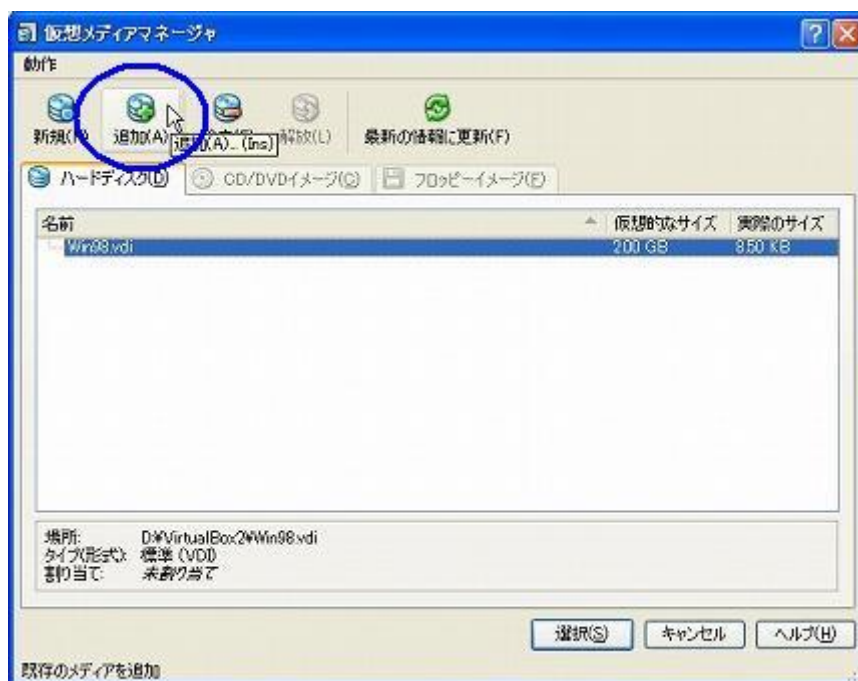 仮想メディアマネージャ
動作
新規(N) 追加(A) 解放(L) 最新の情報に更新(F)
追加(A)... (Ins)
ハードディスク(D) CD/DVDイメージ(C) フロッピーイメージ(F)
名前 仮想的なサイズ 実際のサイズ
Win98.vdi 2.00 GB 8.50 KB
場所: D:¥VirtualBox2¥Win98.vdi
タイプ(形式): 標準 (VDI)
割り当て: 未割り当て
選択(S) キャンセル ヘルプ(H)
既存のメディアを追加